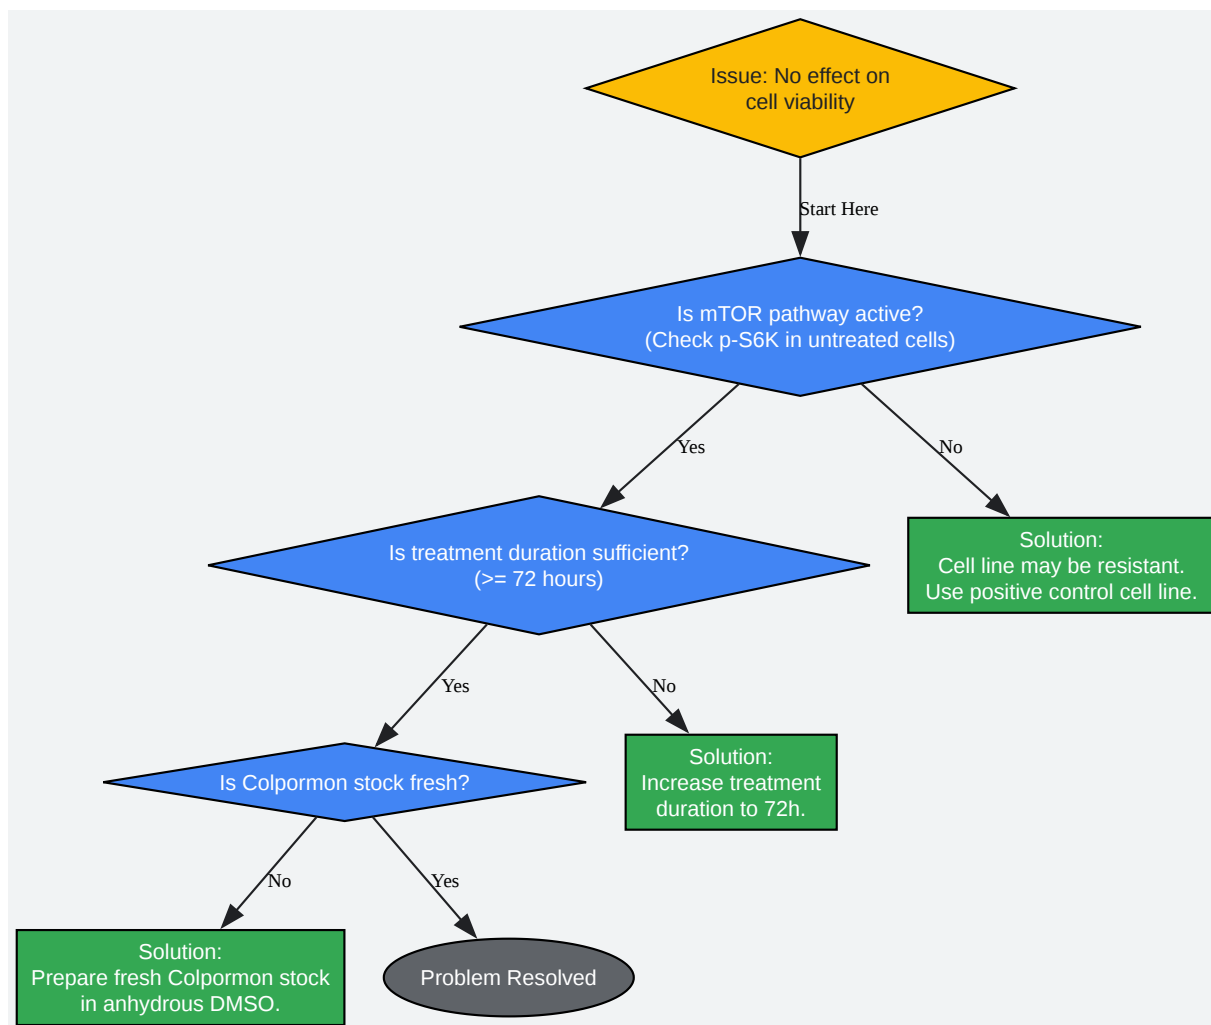 Issue: No effect on
cell viability
Start Here
Is mTOR pathway active?
(Check p-S6K in untreated cells)
Yes
No
Is treatment duration sufficient?
(>= 72 hours)
Solution:
Cell line may be resistant.
Use positive control cell line.
Yes
No
Is Colpormon stock fresh?
Solution:
Increase treatment
duration to 72h.
No
Yes
Solution:
Prepare fresh Colpormon stock
in anhydrous DMSO.
Problem Resolved